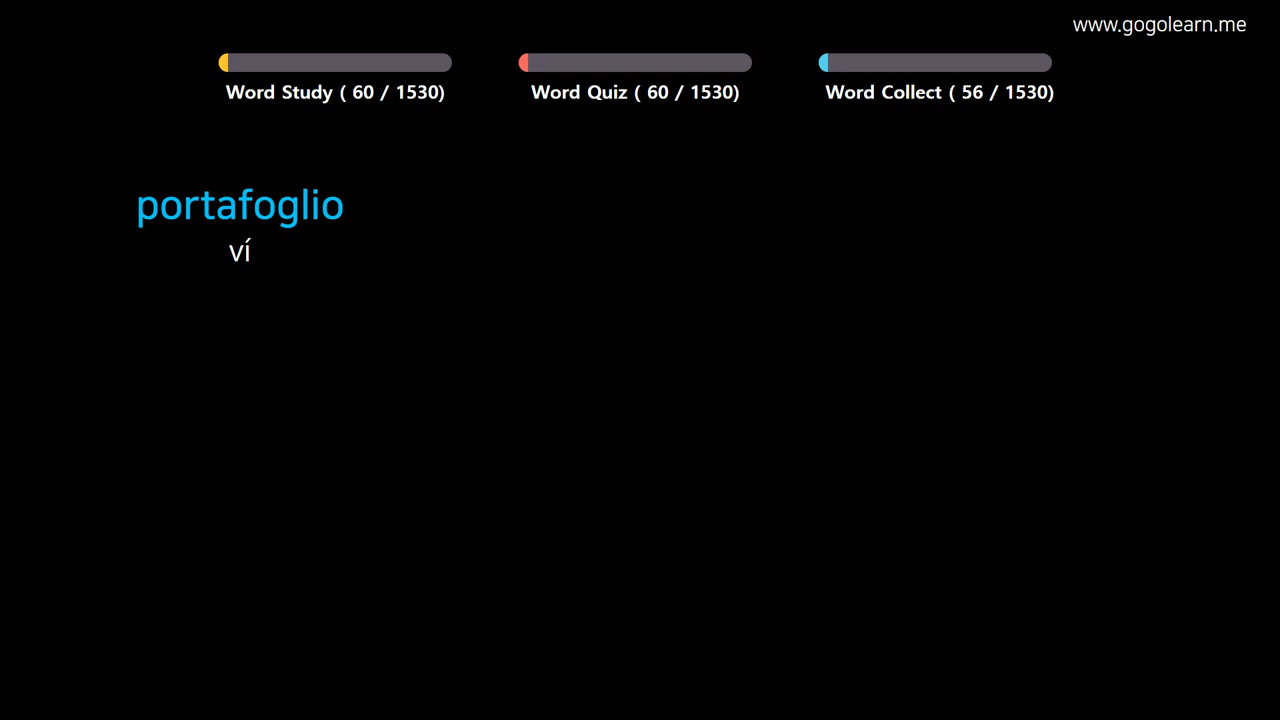 www.gogolearn.me
Word Study ( 60 / 1530)
Word Quiz ( 60 / 1530)
Word Collect ( 56 / 1530)
portafoglio
ví